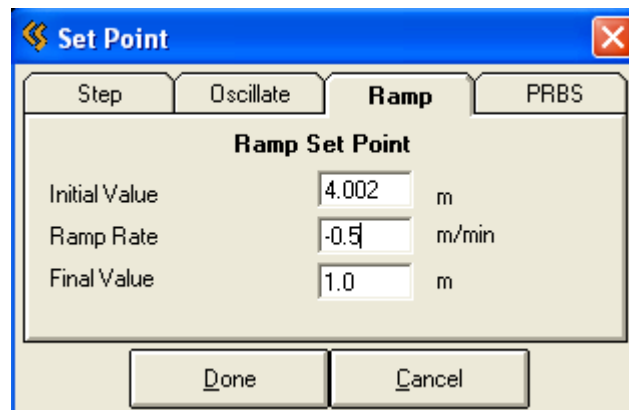 Set Point
Step Oscillate Ramp PRBS
Ramp Set Point
Initial Value 4.002 m
Ramp Rate -0.5 m/min
Final Value 1.0 m
Done Cancel